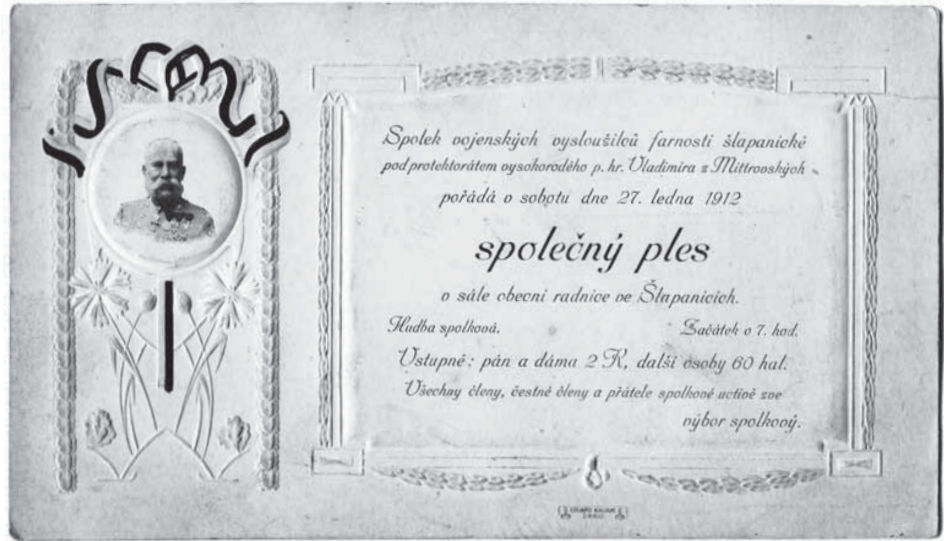 Spolek vojenských vysloužilců farnosti šlapanické
pod protektorátem vysokorodého p. hr. Vladimíra z Mittrovských
pořádá v sobotu dne 27. ledna 1912
společný ples
v sále obecní radnice ve Šlapanicích.
Hudba spolková. Začátek o 7. hod.
Vstupné: pán a dáma 2 K, další osoby 60 hal.
Všechny členy, čestné členy a přátele spolkové uctivě zve
výbor spolkový.